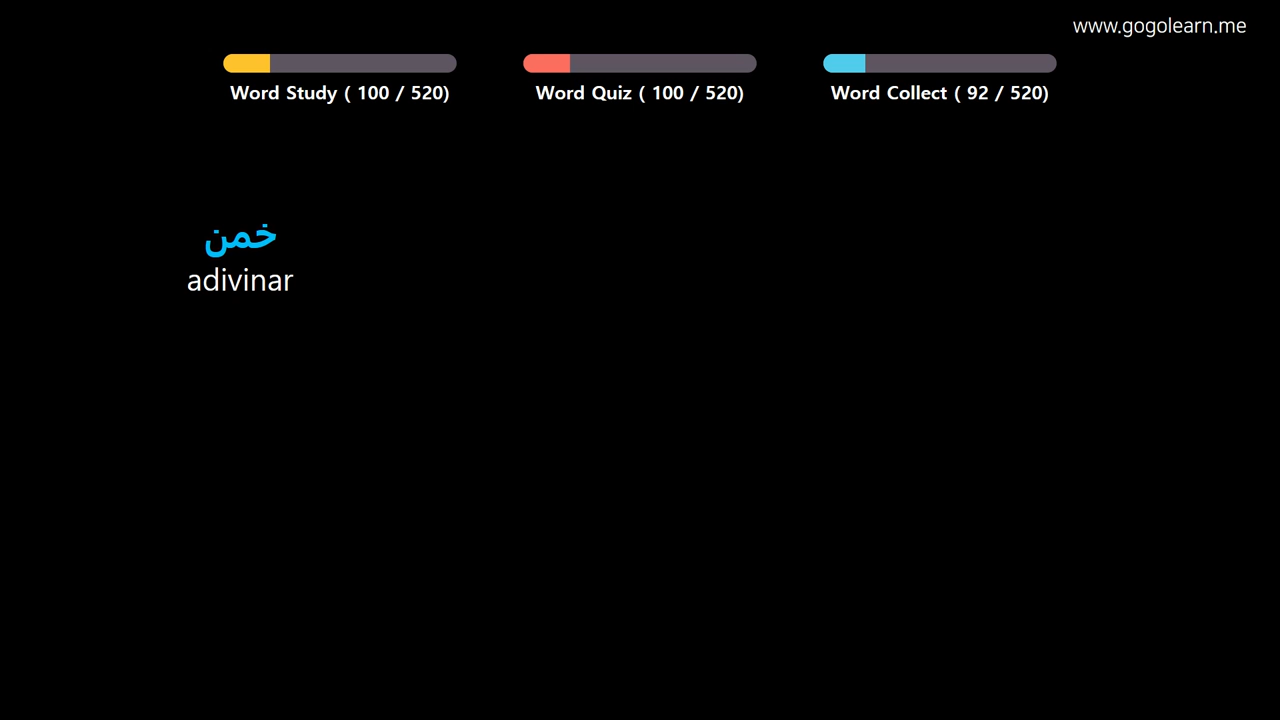 www.gogolearn.me
Word Study ( 100 / 520)
Word Quiz ( 100 / 520)
Word Collect ( 92 / 520)
خمن
adivinar